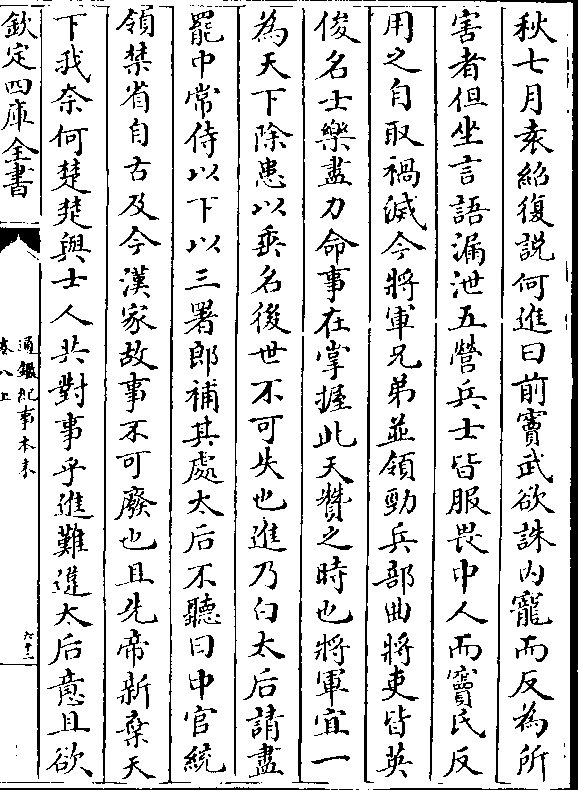 秋七月袁紹復説何進曰前竇武欲誅内寵而反為所
害者但坐言語漏泄五營兵士皆服畏中人而竇氏反
用之自取禍滅今將軍兄弟並領勁兵部曲將吏皆英
俊名士樂盡力命事在掌握此天贊之時也將軍宜一
為天下除患以垂名後世不可失也進乃白太后請盡
罷中常侍以下以三署郎補其處太后不聽曰中官統
領禁省自古及今漢家故事不可廢也且先帝新棄天
下我奈何楚楚與士人共對事乎進難違太后意且欲
欽定四庫全書
通鑑紀事本末
卷八上
六十二